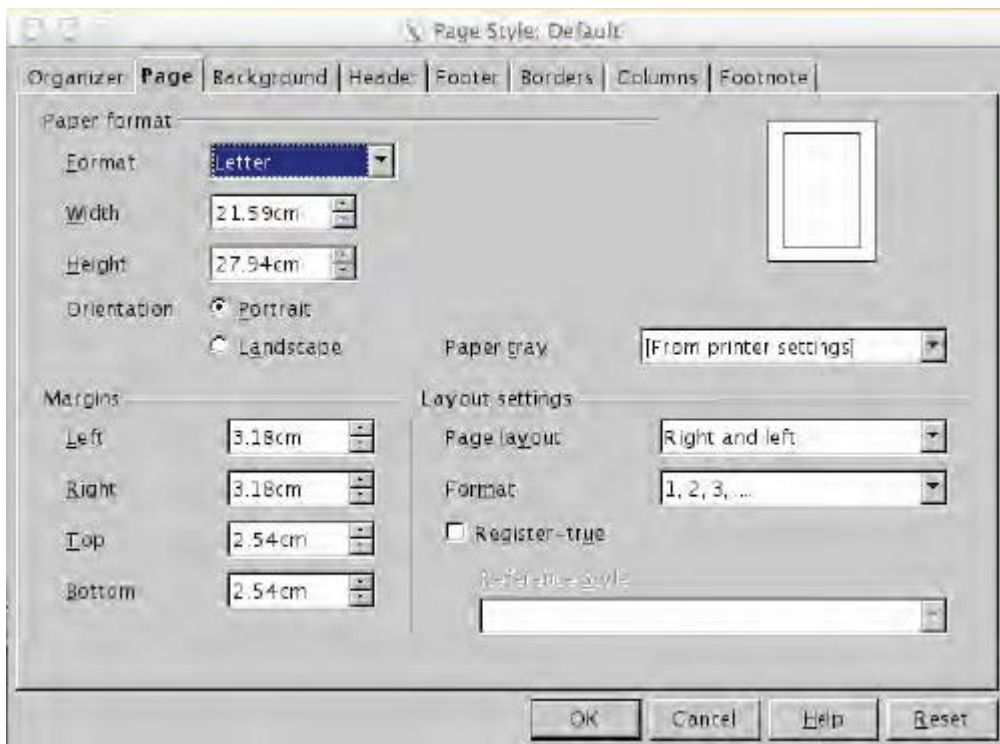 Page Style: Default
Organizer Page Background Header Footer Borders Columns Footnote
Paper format
Format Letter
Width 21.59cm
Height 27.94cm
Orientation Portrait
Landscape
Paper tray [From printer settings]
Margins
Left 3.18cm
Right 3.18cm
Top 2.54cm
Bottom 2.54cm
Layout settings
Page layout Right and left
Format 1, 2, 3, ...
Register-true
Reference Style
OK Cancel Help Reset